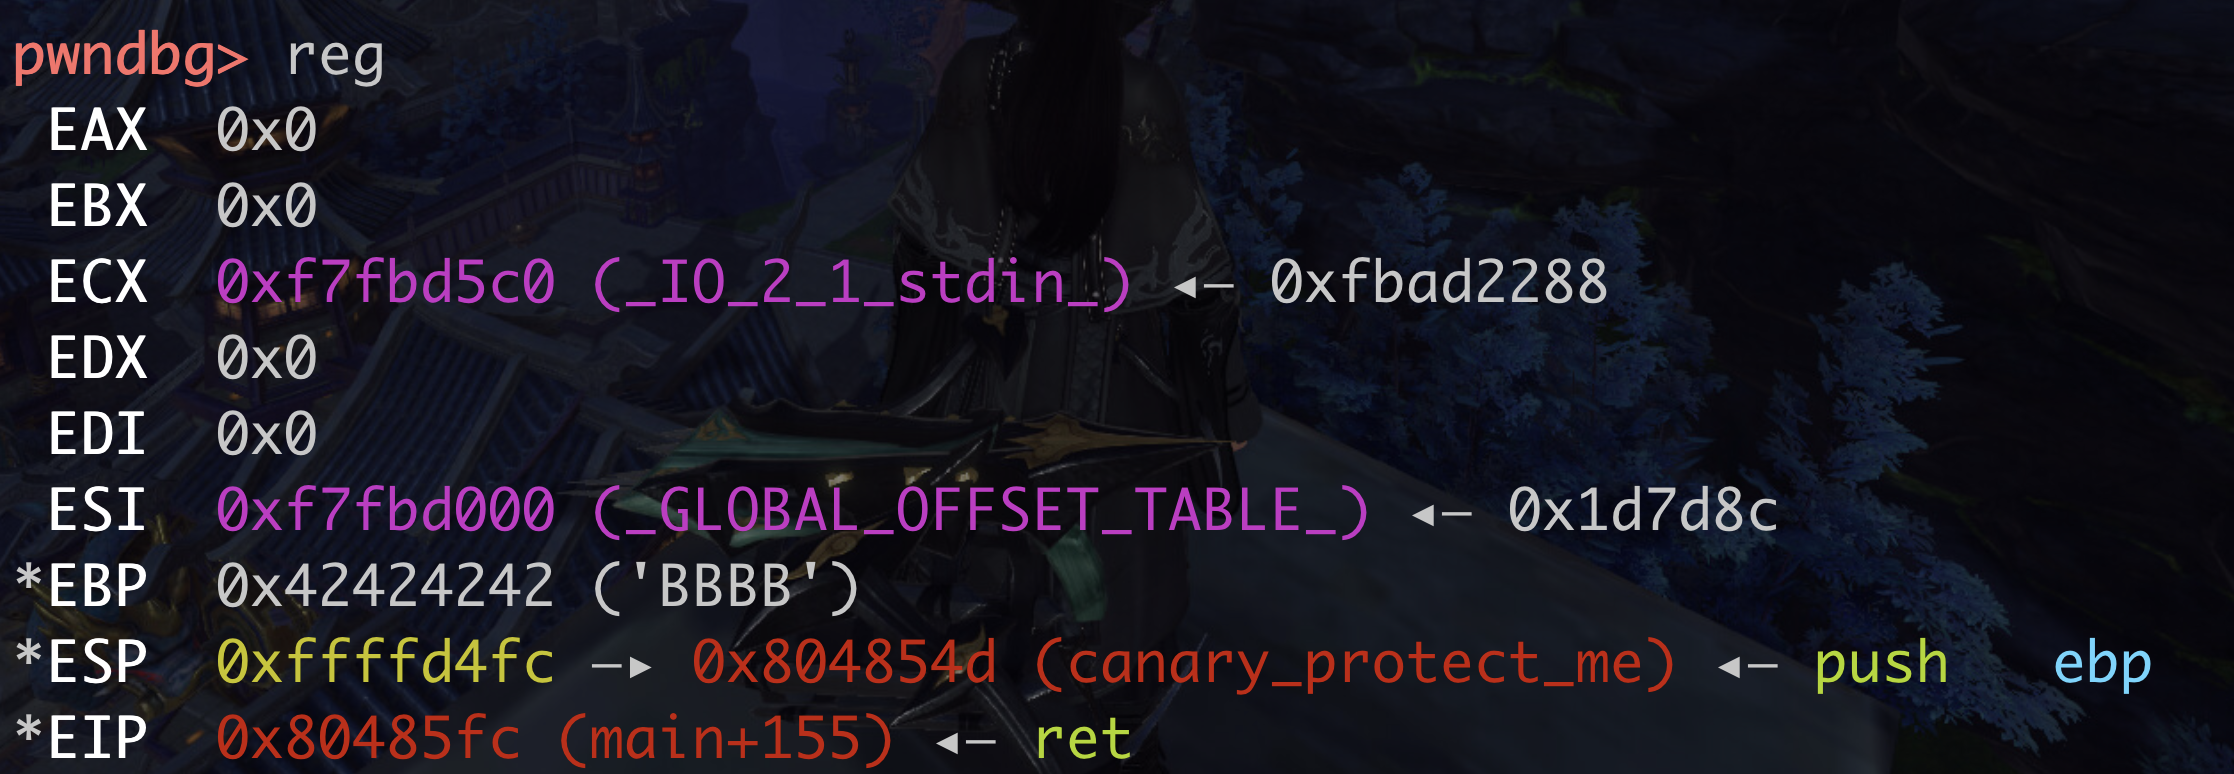 pwndbg> reg
EAX  0x0
EBX  0x0
ECX  0xf7fbd5c0 (_IO_2_1_stdin_) ◂— 0xfbad2288
EDX  0x0
EDI  0x0
ESI  0xf7fbd000 (_GLOBAL_OFFSET_TABLE_) ◂— 0x1d7d8c
*EBP  0x42424242 ('BBBB')
*ESP  0xffffd4fc —▸ 0x804854d (canary_protect_me) ◂— push   ebp
*EIP  0x80485fc (main+155) ◂— ret